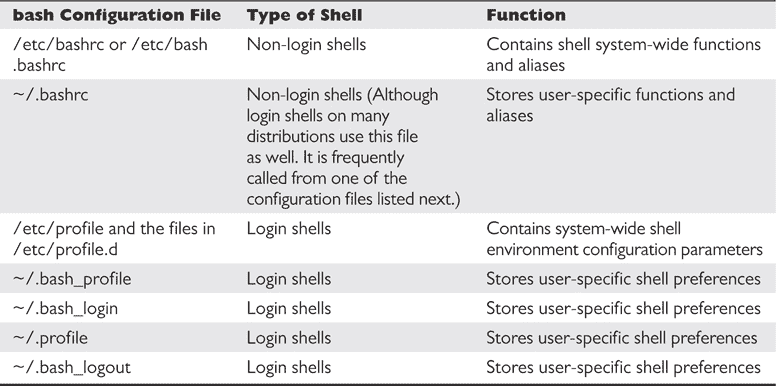 bash Configuration File Type of Shell Function
/etc/bashrc or /etc/bash Non-login shells Contains shell system-wide functions
.bashrc and aliases
~/.bashrc Non-login shells (Although Stores user-specific functions and
login shells on many aliases
distributions use this file
as well. It is frequently
called from one of the
configuration files listed next.)
/etc/profile and the files in Login shells Contains system-wide shell
/etc/profile.d environment configuration parameters
~/.bash_profile Login shells Stores user-specific shell preferences
~/.bash_login Login shells Stores user-specific shell preferences
~/.profile Login shells Stores user-specific shell preferences
~/.bash_logout Login shells Stores user-specific shell preferences